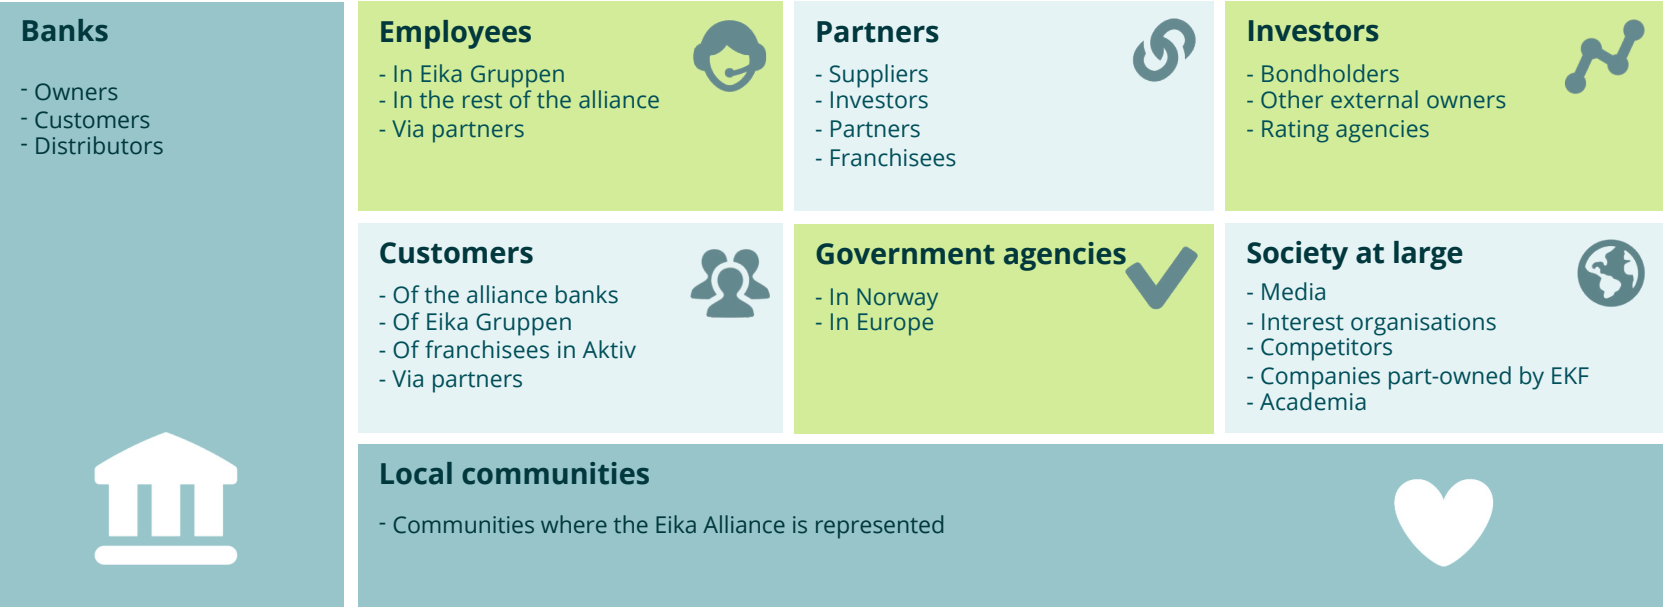 Banks
- Owners
- Customers
- Distributors
Employees
- In Eika Gruppen
- In the rest of the alliance
- Via partners
Partners
- Suppliers
- Investors
- Partners
- Franchisees
Investors
- Bondholders
- Other external owners
- Rating agencies
Customers
- Of the alliance banks
- Of Eika Gruppen
- Of franchisees in Aktiv
- Via partners
Government agencies
- In Norway
- In Europe
Society at large
- Media
- Interest organisations
- Competitors
- Companies part-owned by EKF
- Academia
Local communities
- Communities where the Eika Alliance is represented